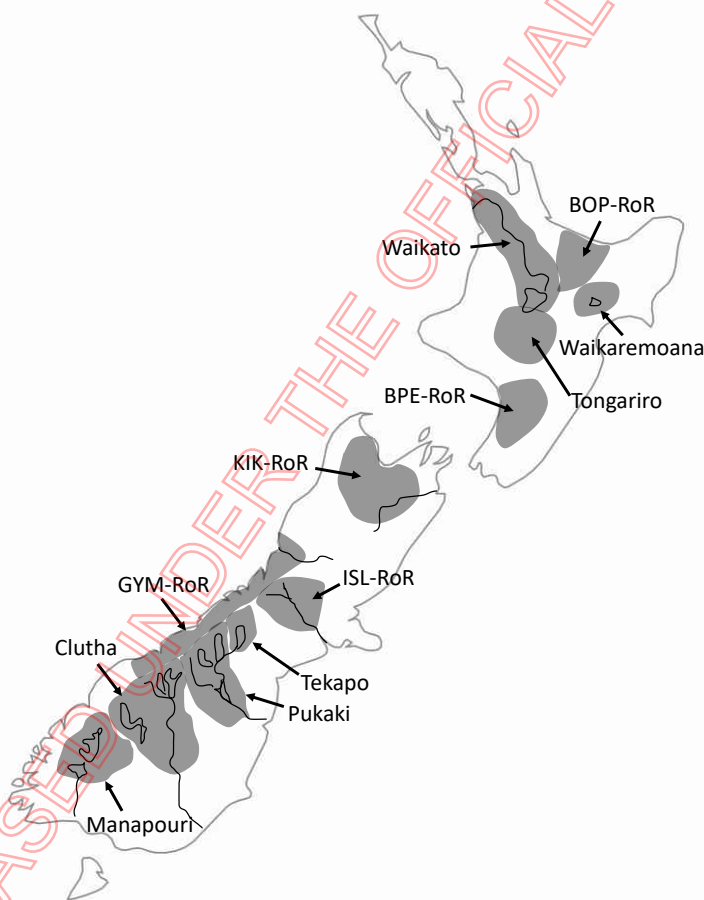 BOP-RoR
Waikato
Waikaremoana
BPE-RoR
Tongariro
KIK-RoR
ISL-RoR
GYM-RoR
Clutha
Tekapo
Pukaki
Manapouri
ASED UNDER THE OFFICIAL